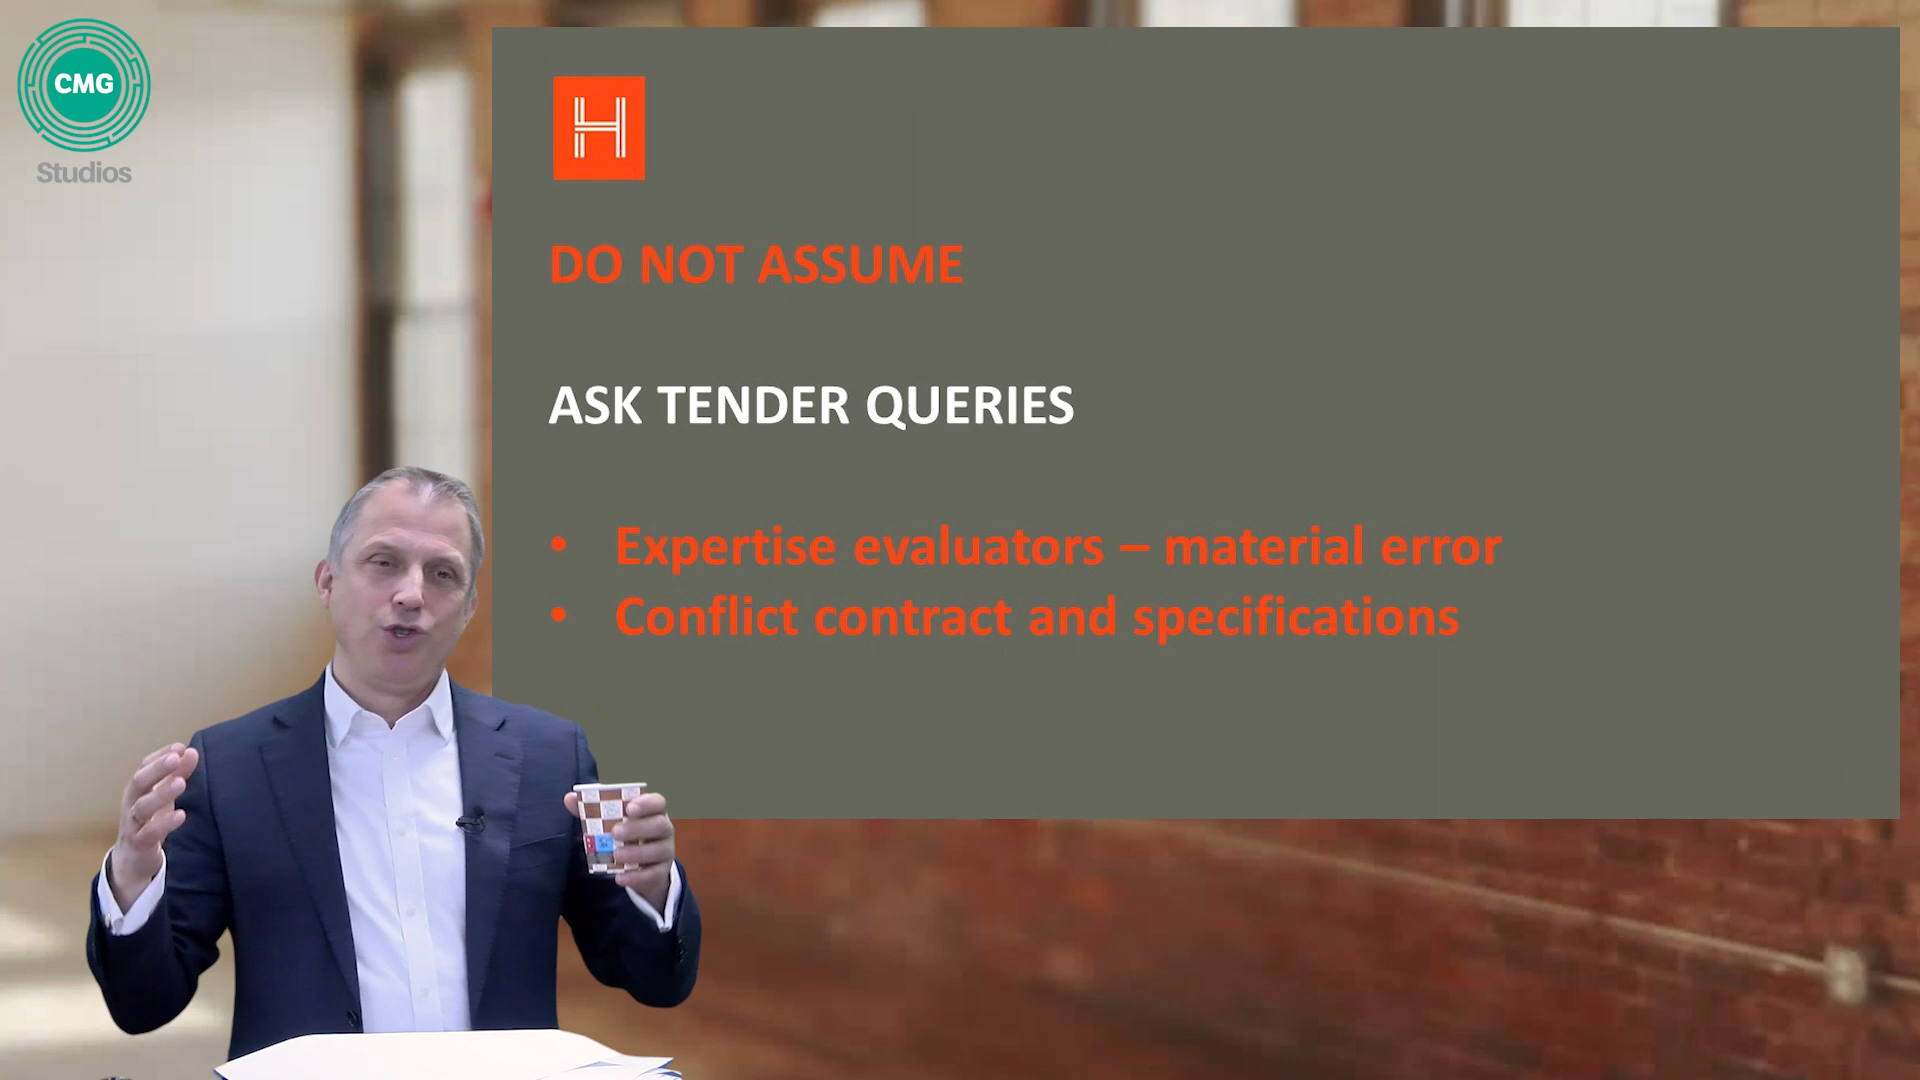 CMG
Studios
H
DO NOT ASSUME
ASK TENDER QUERIES
• Expertise evaluators – material error
• Conflict contract and specifications